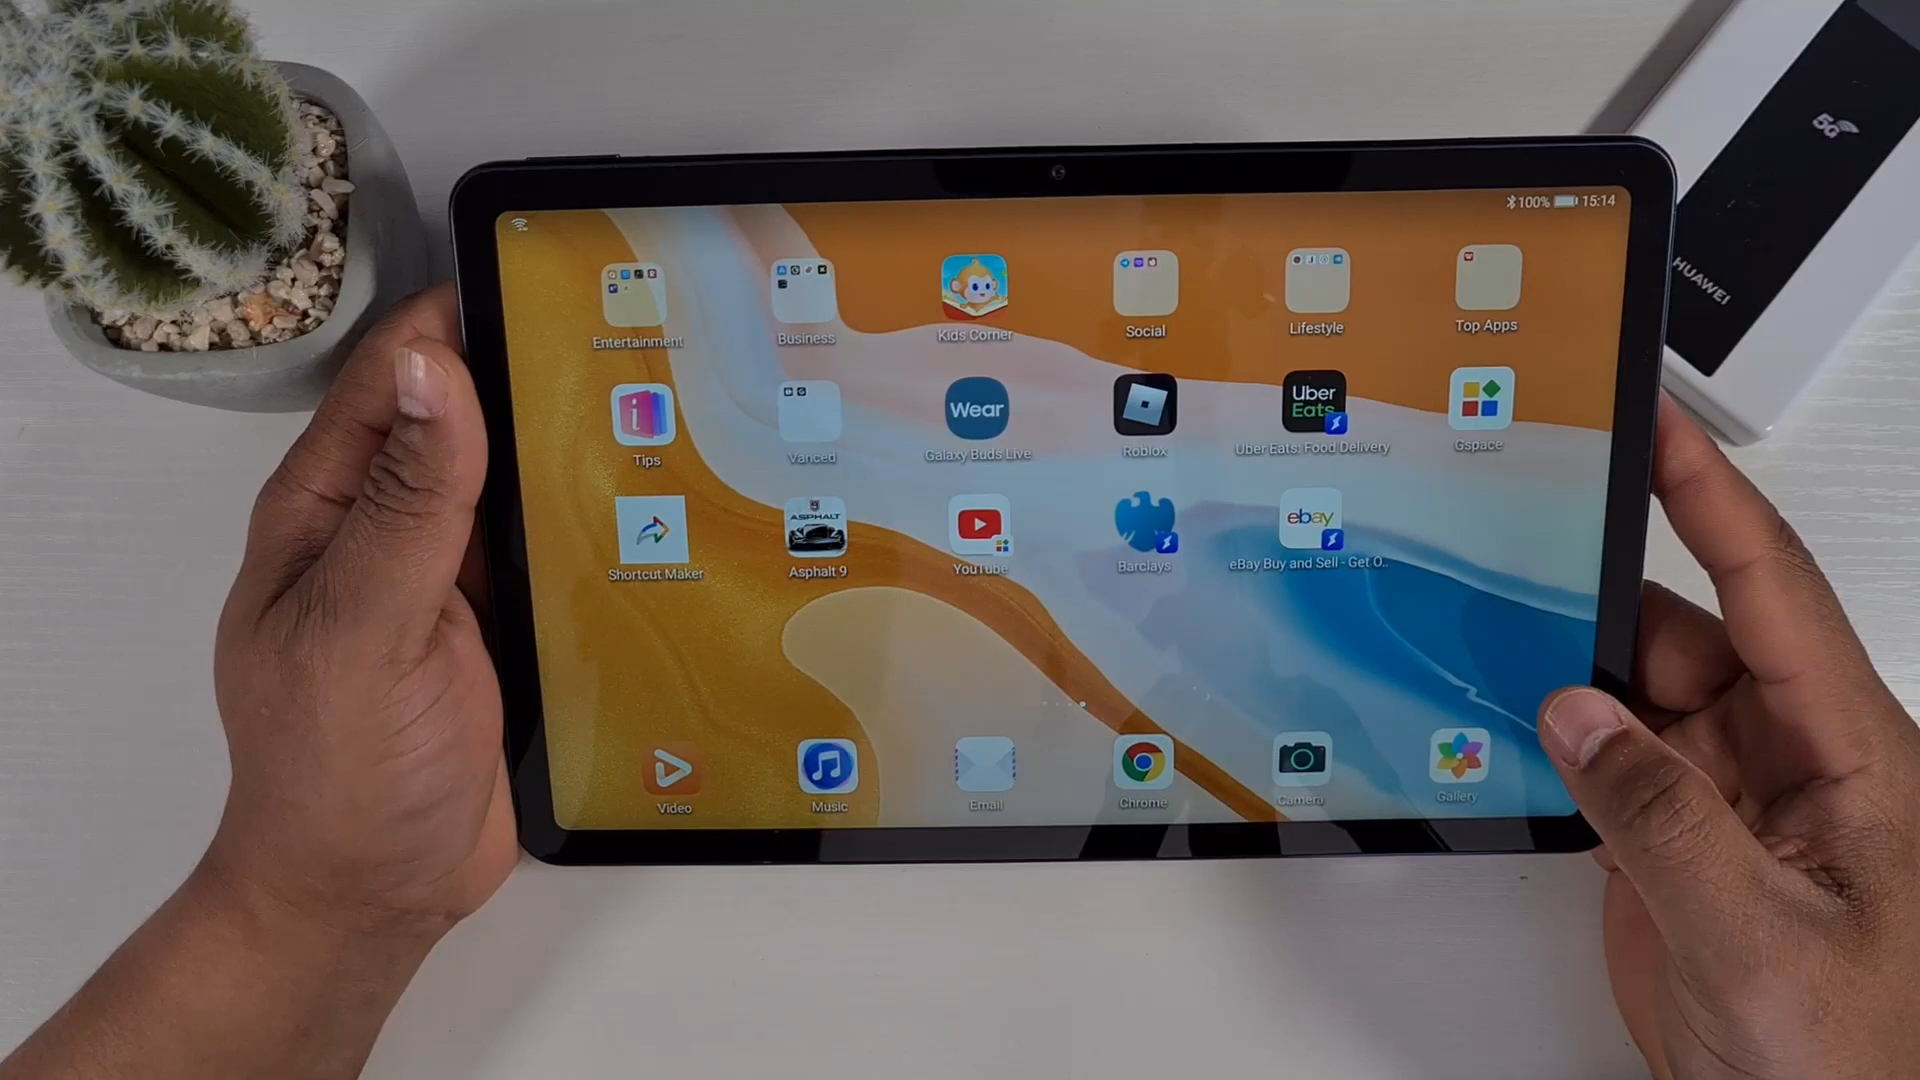 5G
HUAWEI
100% 15:14
Entertainment
Business
Kids Corner
Social
Lifestyle
Top Apps
i
Tips
Vanced
Wear
Galaxy Buds Live
Roblox
Uber
Eats
Uber Eats: Food Delivery
Gspace
Shortcut Maker
ASPHALT
9
Asphalt 9
YouTube
Barclays
ebay
eBay Buy and Sell - Get O..
Video
Music
Email
Chrome
Camera
Gallery